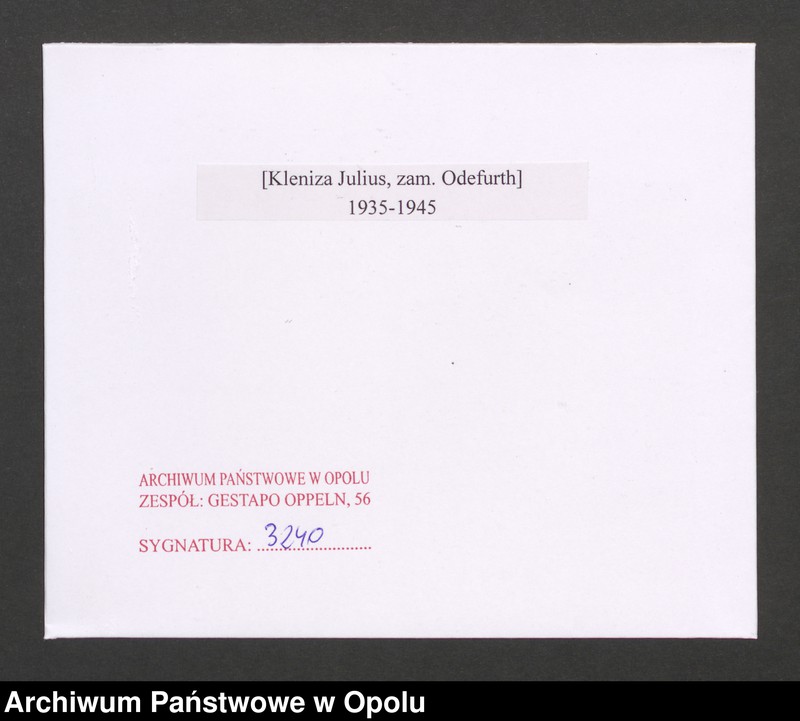 [Kleniza Julius, zam. Odefurth]
1935-1945
ARCHIWUM PAŃSTWOWE W OPOLU
ZESPÓŁ: GESTAPO OPPELN, 56
SYGNATURA: 3240
Archiwum Państwowe w Opolu